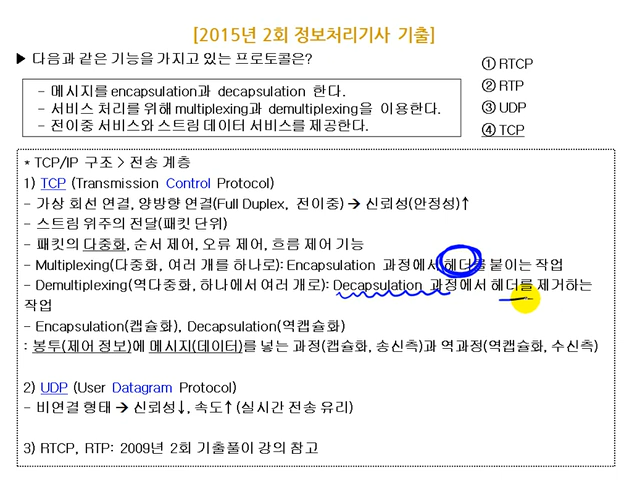 [2015년 2회 정보처리기사 기출]
▶ 다음과 같은 기능을 가지고 있는 프로토콜은?
- 메시지를 encapsulation과 decapsulation 한다.
- 서비스 처리를 위해 multiplexing과 demultiplexing을 이용한다.
- 전이중 서비스와 스트림 데이터 서비스를 제공한다.
① RTCP
② RTP
③ UDP
④ TCP
* TCP/IP 구조 > 전송 계층
1) TCP (Transmission Control Protocol)
- 가상 회선 연결, 양방향 연결(Full Duplex, 전이중) → 신뢰성(안정성)↑
- 스트림 위주의 전달(패킷 단위)
- 패킷의 다중화, 순서 제어, 오류 제어, 흐름 제어 기능
- Multiplexing(다중화, 여러 개를 하나로): Encapsulation 과정에서 헤더를 붙이는 작업
- Demultiplexing(역다중화, 하나에서 여러 개로): Decapsulation 과정에서 헤더를 제거하는
작업
- Encapsulation(캡슐화), Decapsulation(역캡슐화)
: 봉투(제어 정보)에 메시지(데이터)를 넣는 과정(캡슐화, 송신측)과 역과정(역캡슐화, 수신측)
2) UDP (User Datagram Protocol)
- 비연결 형태 → 신뢰성↓, 속도↑ (실시간 전송 유리)
3) RTCP, RTP: 2009년 2회 기출풀이 강의 참고